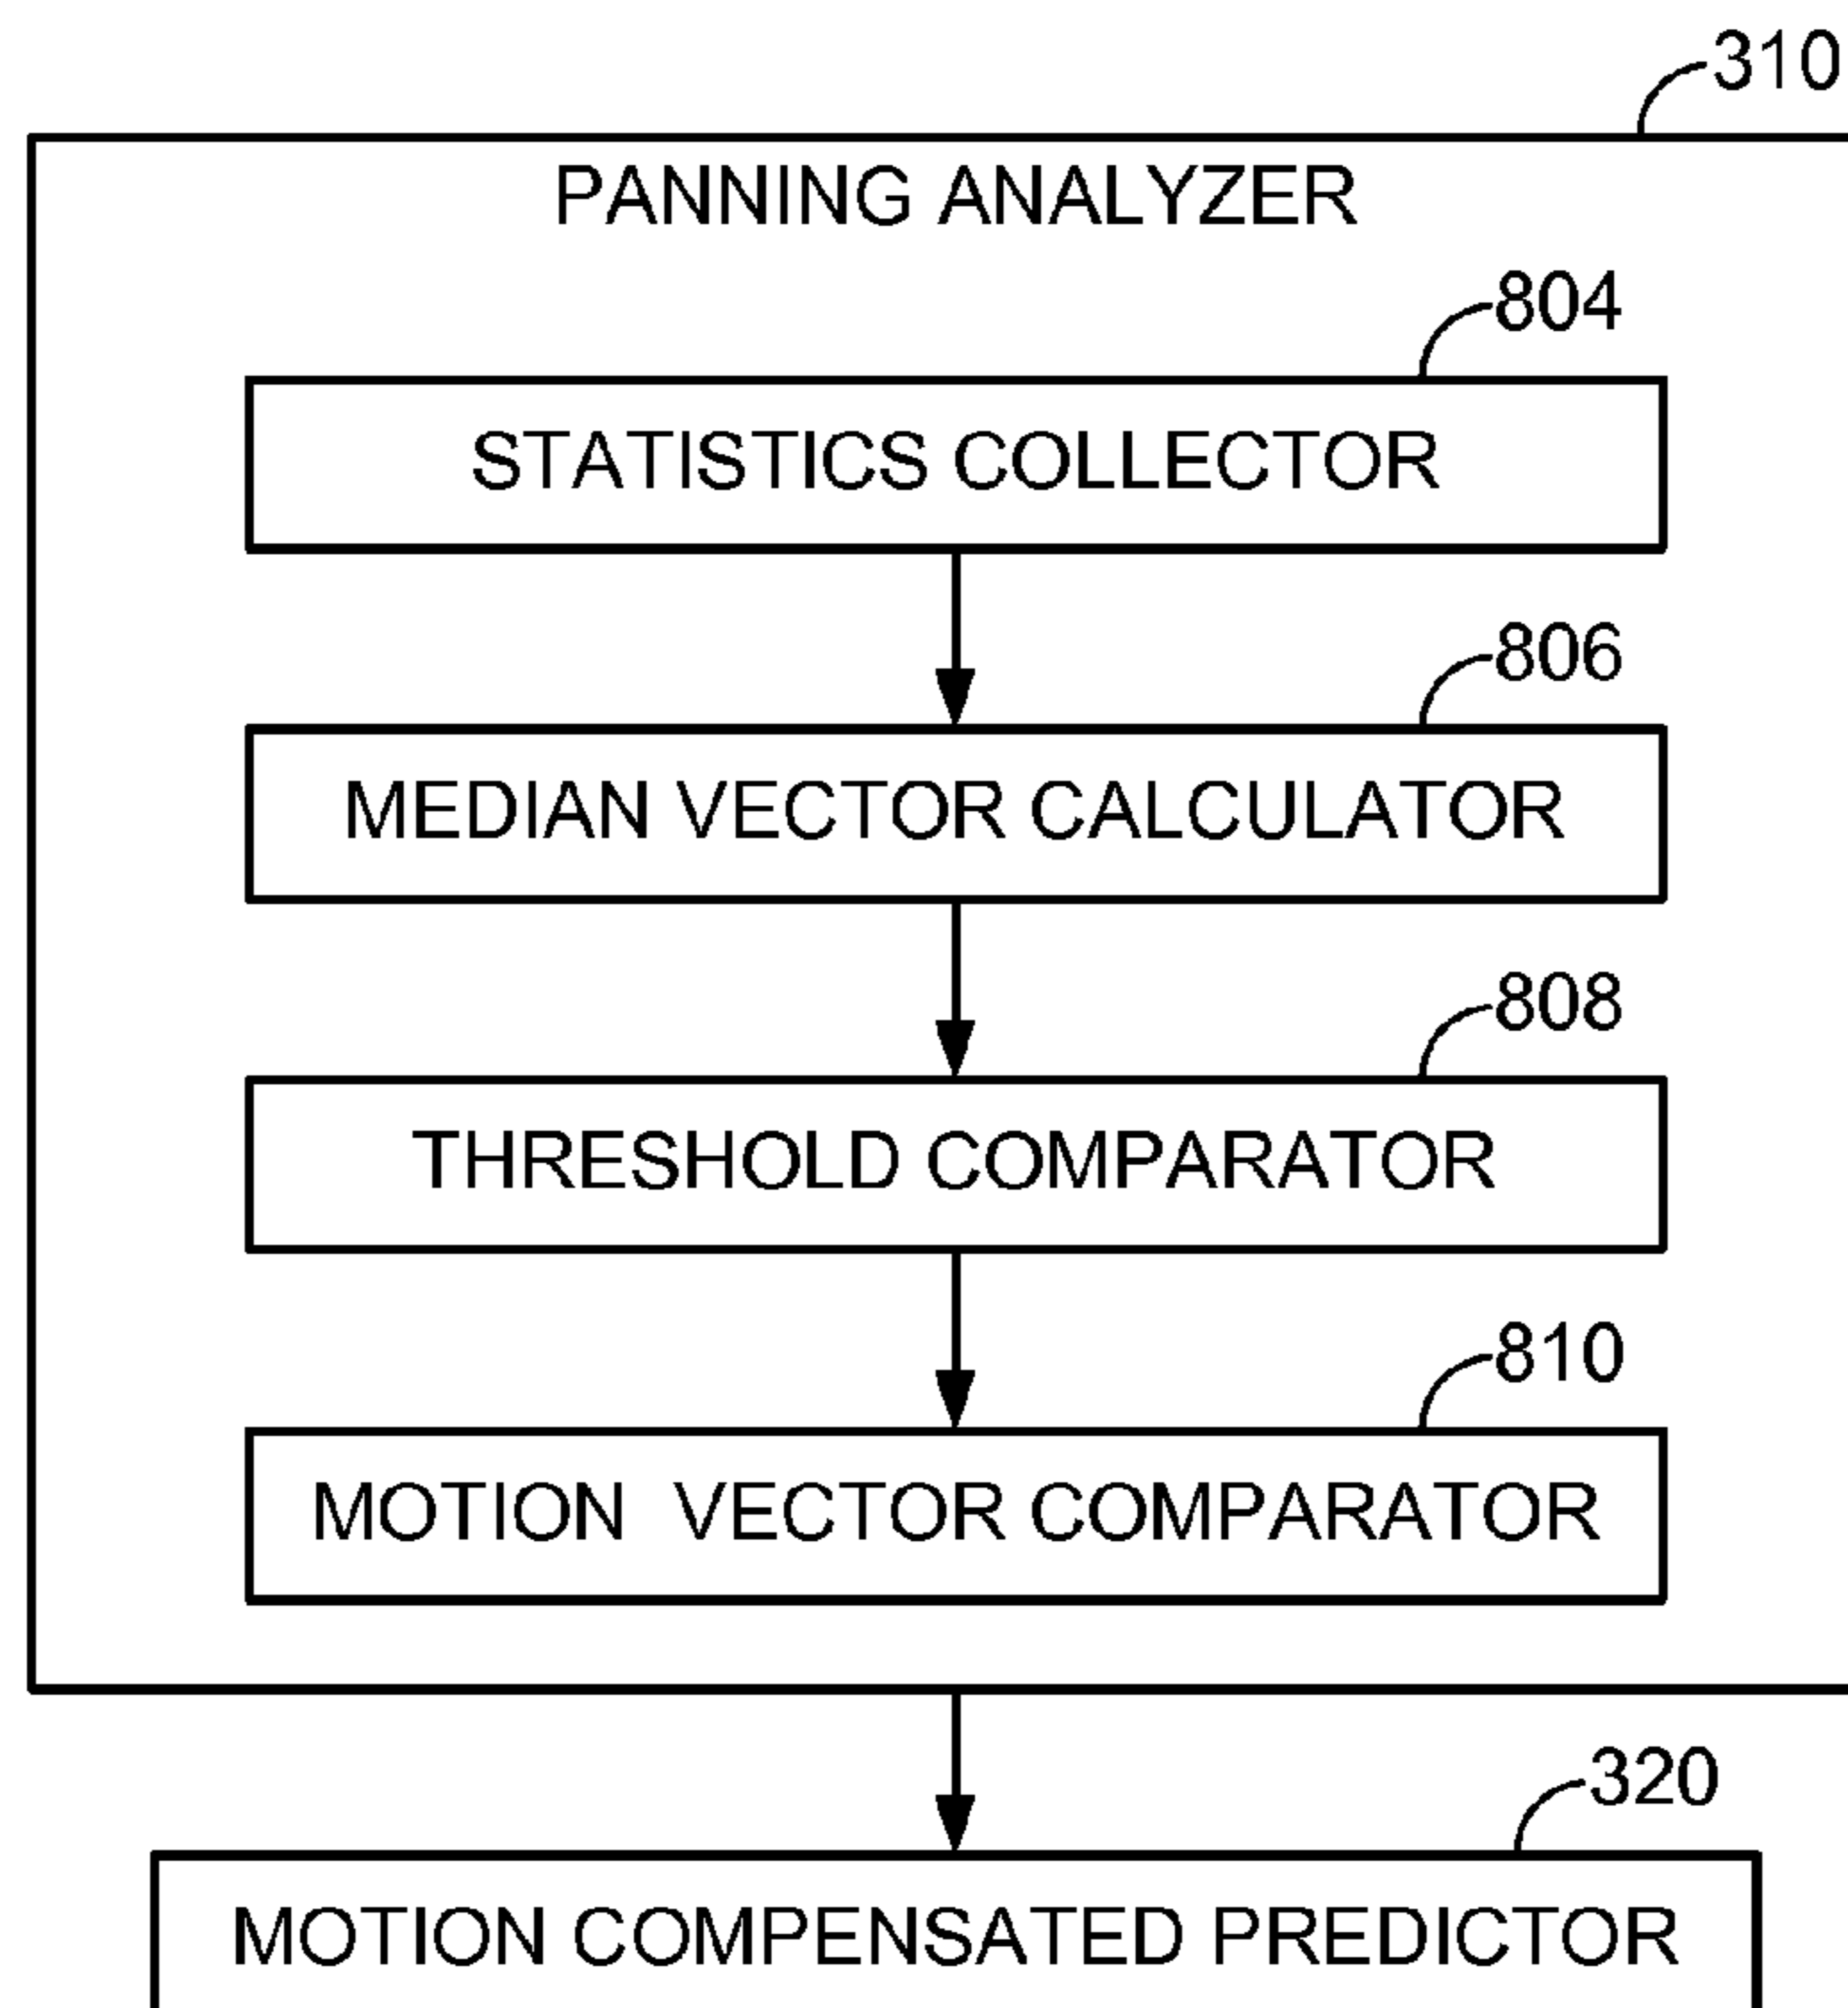 310
PANNING ANALYZER
804
STATISTICS COLLECTOR
806
MEDIAN VECTOR CALCULATOR
808
THRESHOLD COMPARATOR
810
MOTION VECTOR COMPARATOR
320
MOTION COMPENSATED PREDICTOR